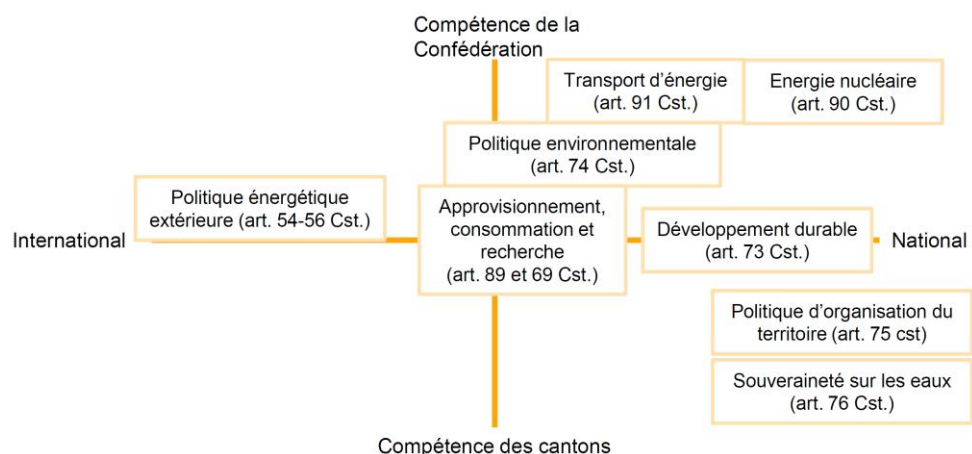 Compétence de la
Confédération
Transport d'énergie
(art. 91 Cst.)
Energie nucléaire
(art. 90 Cst.)
Politique environnementale
(art. 74 Cst.)
Politique énergétique
extérieure (art. 54-56 Cst.)
Approvisionnement,
consommation et
recherche
(art. 89 et 69 Cst.)
International
Développement durable
(art. 73 Cst.)
National
Politique d'organisation du
territoire (art. 75 cst)
Souveraineté sur les eaux
(art. 76 Cst.)
Compétence des cantons